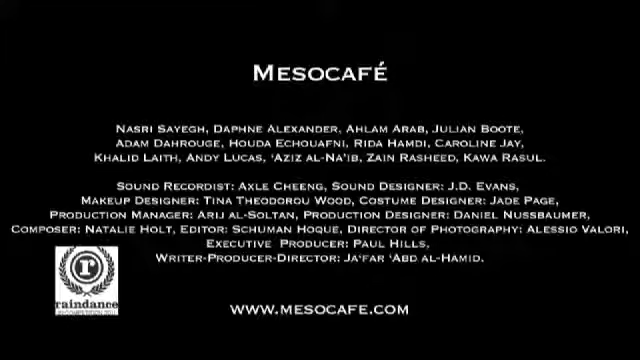 MESOCAFÉ
NASRI SAYEGH, DAPHNE ALEXANDER, AHLAM ARAB, JULIAN BOOTE,
ADAM DAHROUGE, HOUDA ECHOUAFNI, RIDA HAMDI, CAROLINE JAY,
KHALID LAITH, ANDY LUCAS, ‘AZIZ AL-NA’IB, ZAIN RASHEED, KAWA RASUL.
SOUND RECORDIST: AXLE CHEENG, SOUND DESIGNER: J.D. EVANS,
MAKEUP DESIGNER: TINA THEODOROU WOOD, COSTUME DESIGNER: JADE PAGE,
PRODUCTION MANAGER: ARIJ AL-SOLTAN, PRODUCTION DESIGNER: DANIEL NUSSBAUMER,
COMPOSER: NATALIE HOLT, EDITOR: SCHUMAN HOQUE, DIRECTOR OF PHOTOGRAPHY: ALESSIO VALORI,
EXECUTIVE PRODUCER: PAUL HILLS,
WRITER-PRODUCER-DIRECTOR: JA‘FAR ‘ABD AL-HAMID.
r
raindance
WWW.MESOCAFE.COM